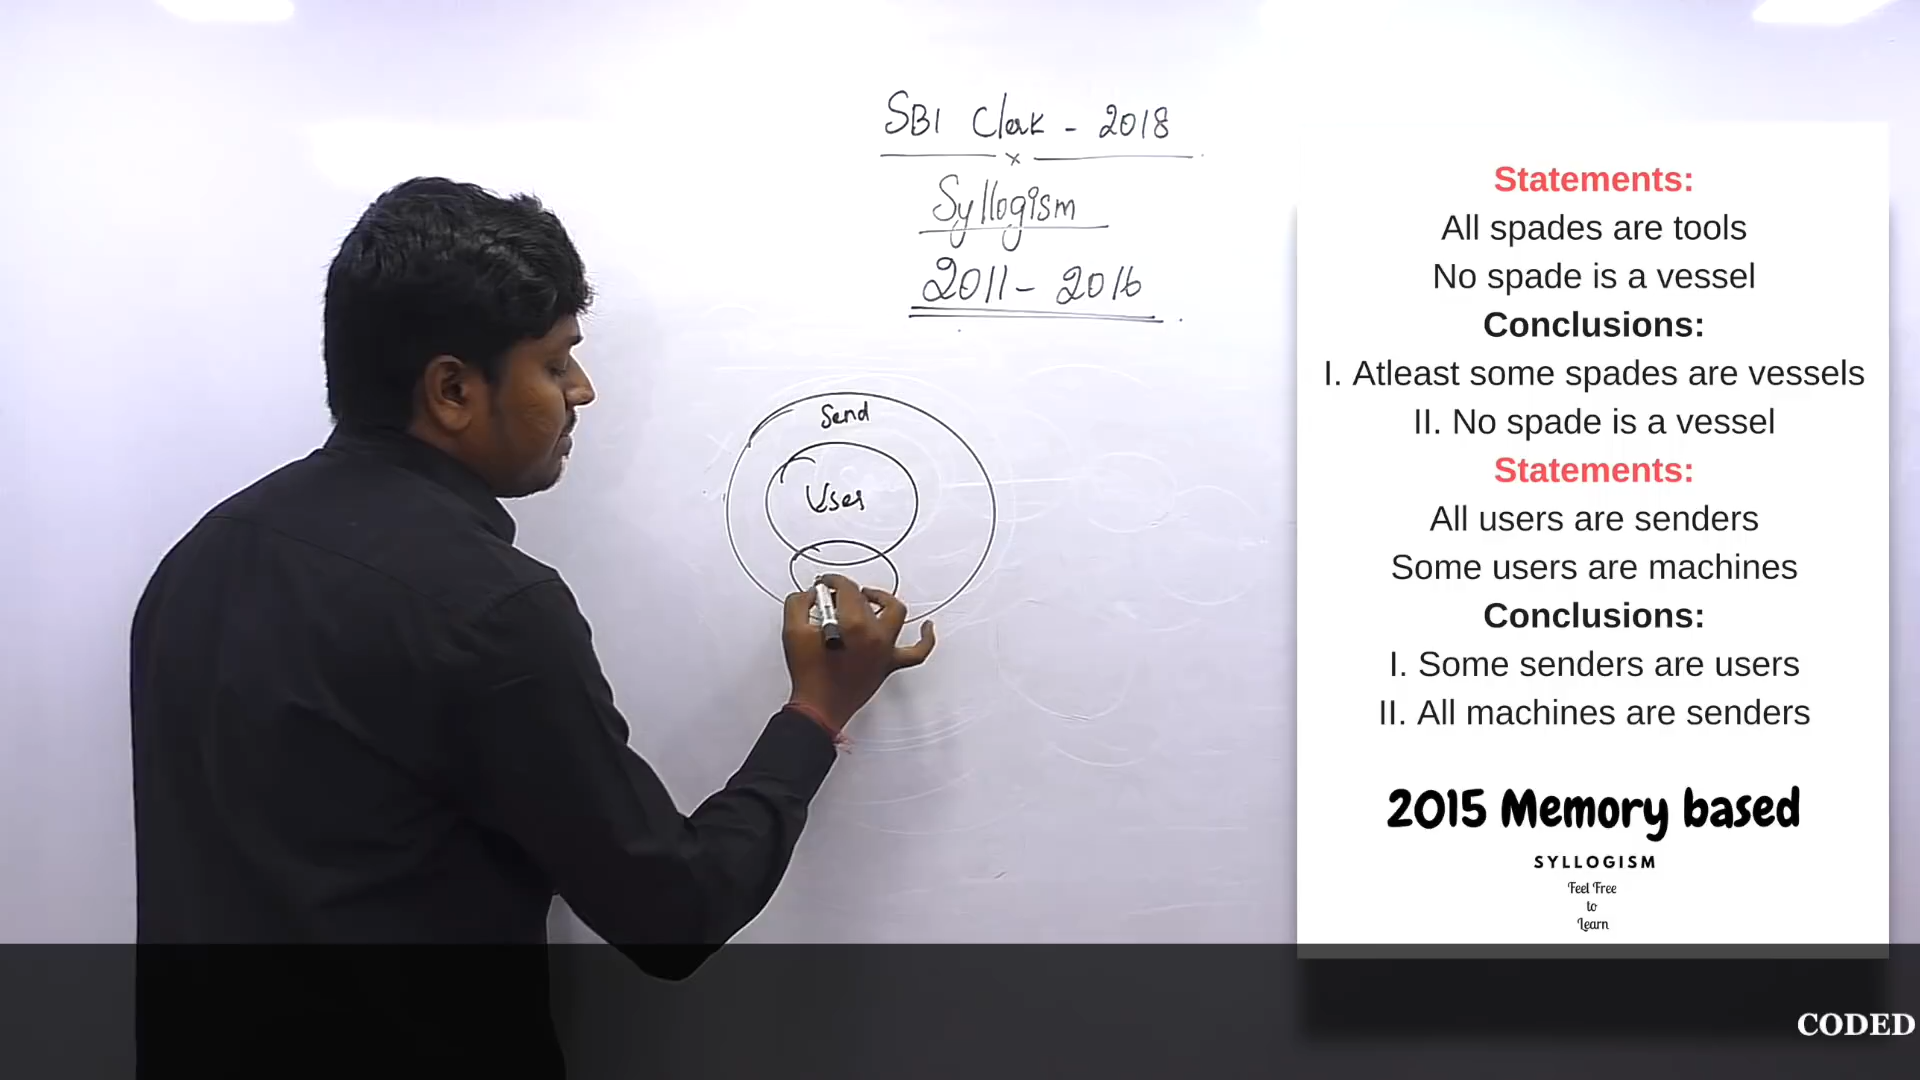 SBI Clerk - 2018
Syllogism
2011 - 2016
Send
User
Statements:
All spades are tools
No spade is a vessel
Conclusions:
I. Atleast some spades are vessels
II. No spade is a vessel
Statements:
All users are senders
Some users are machines
Conclusions:
I. Some senders are users
II. All machines are senders
2015 Memory based
SYLLOGISM
Feel Free
to
Learn
CODED